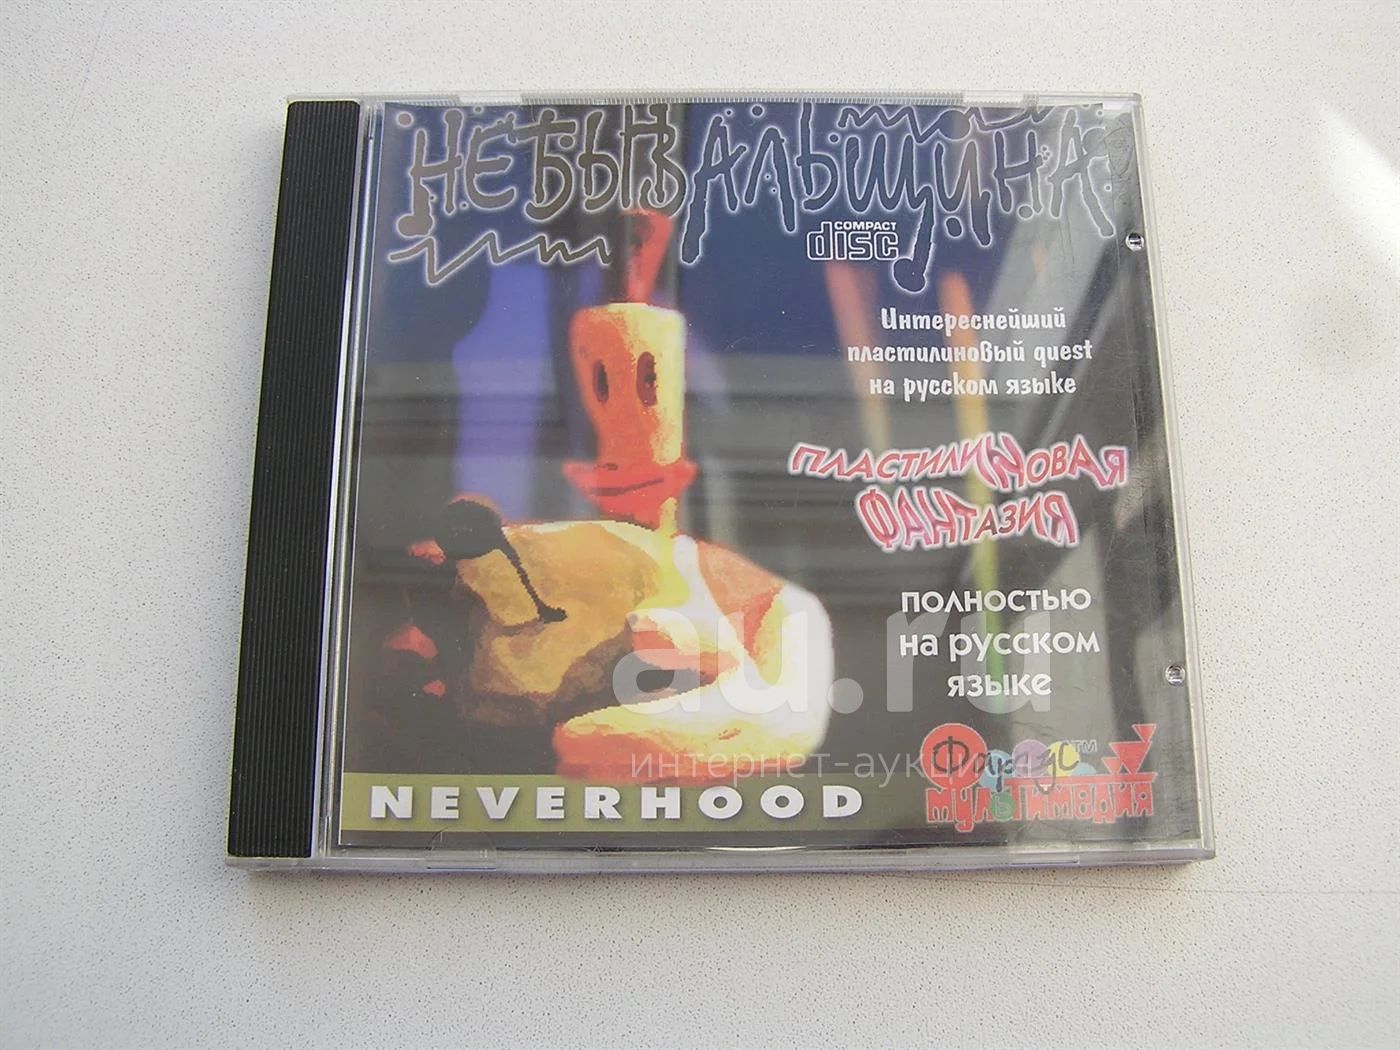 НЕБЫВАЛЬЩИНА
COMPACT
disc
Интереснейший
пластилиновый quest
на русском языке
ПЛАСТИЛИНОВАЯ
ФАНТАЗИЯ
ПОЛНОСТЬЮ
на русском
языке
au.ru
интернет-аукцион
Фаргус™
мультимедия
NEVERHOOD